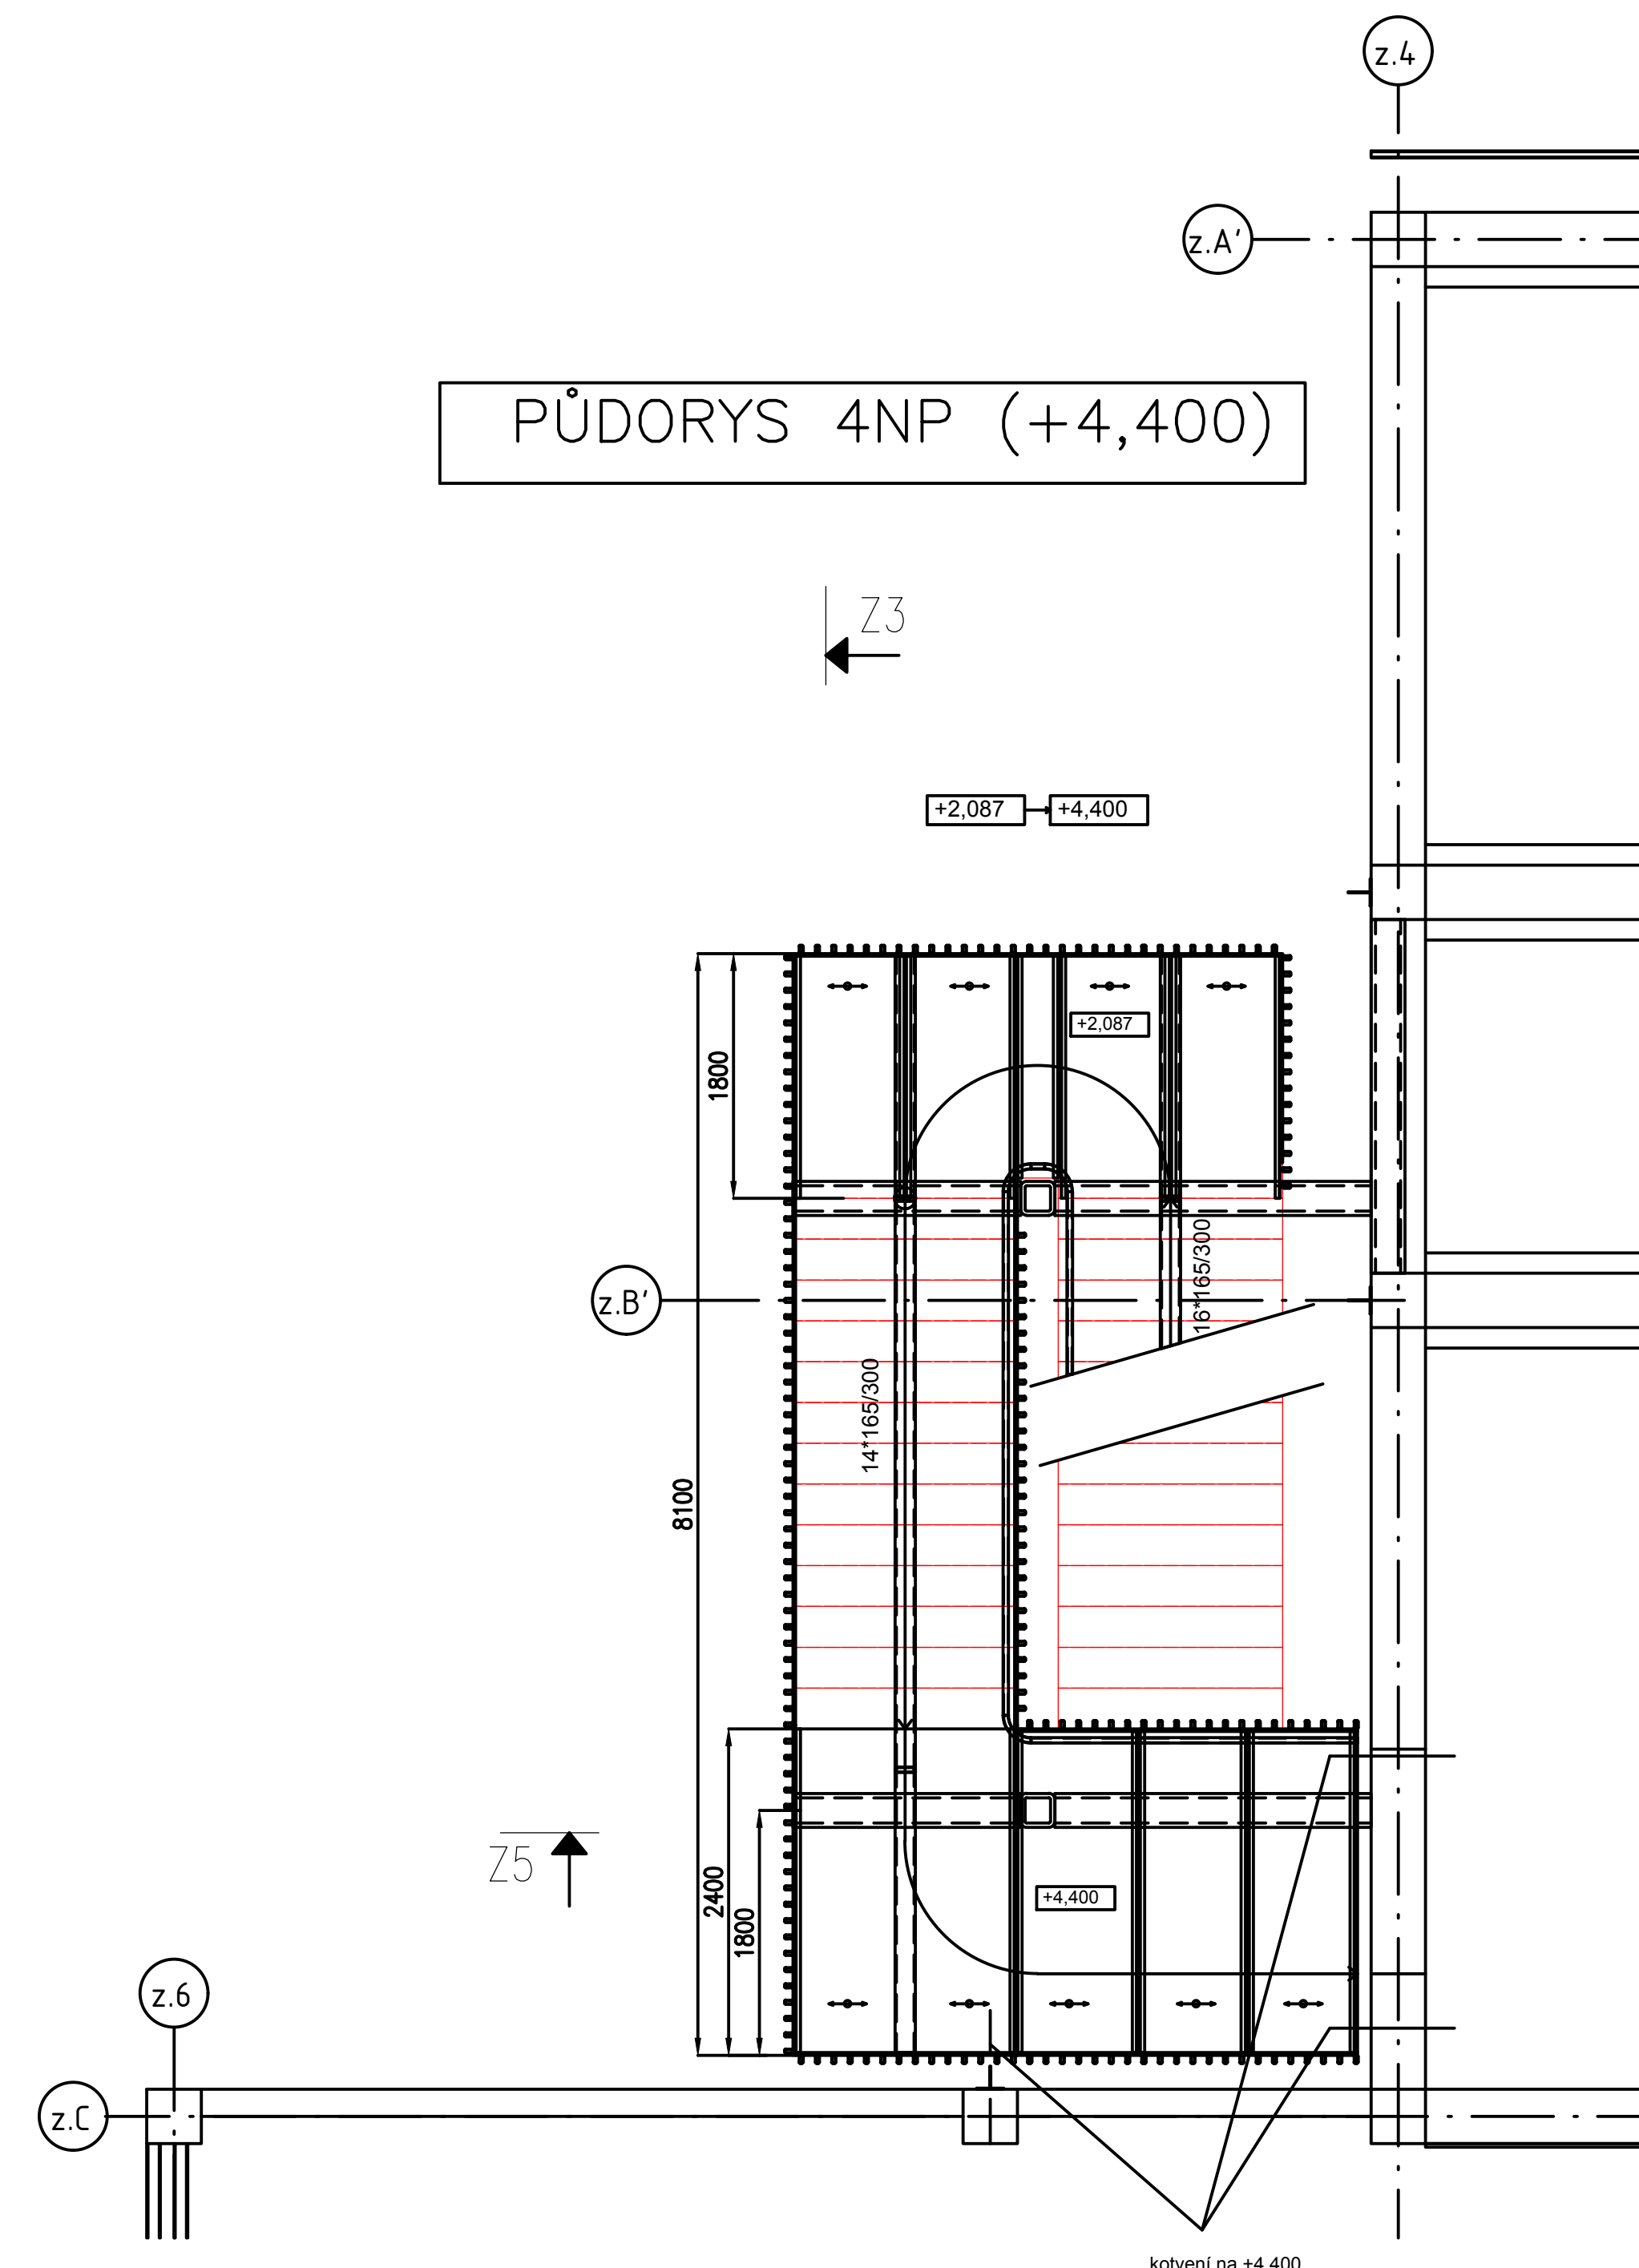 z.4
z.A'
PŮDORYS 4NP (+4,400)
Z3
+2,087
+4,400
+2,087
1800
16*165/300
z.B'
14*165/300
8100
Z5
2400
1800
+4,400
z.6
z.C
kotvení na +4,400